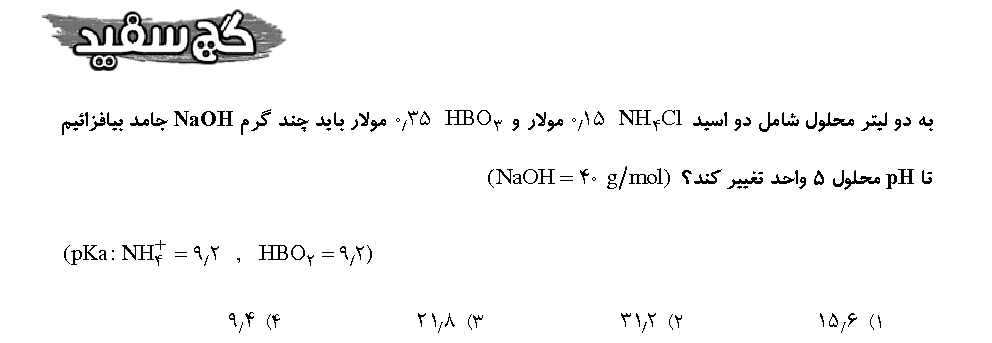 گچ سفید
به دو لیتر محلول شامل دو اسید NH۴Cl ۰٫۱۵ مولار و HBO۳ ۰٫۳۵ مولار باید چند گرم NaOH جامد بیافزائیم
تا pH محلول ۵ واحد تغییر کند؟ (NaOH = ۴۰ g/mol)
(pKa: NH۴+ = ۹٫۲ , HBO۲ = ۹٫۲)
۱) ۱۵٫۶ ۲) ۳۱٫۲ ۳) ۲۱٫۸ ۴) ۹٫۴